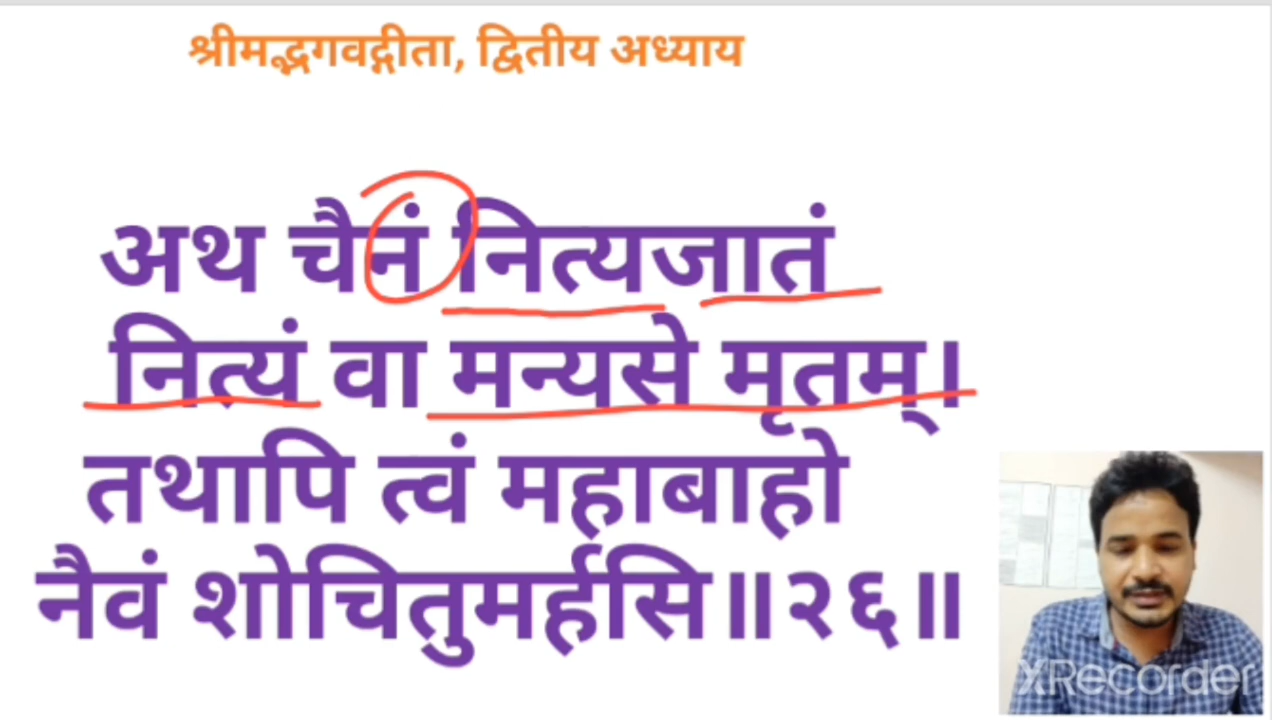 श्रीमद्भगवद्गीता, द्वितीय अध्याय
अथ चैनं नित्यजातं
नित्यं वा मन्यसे मृतम्।
तथापि त्वं महाबाहो
नैवं शोचितुमर्हसि॥२६॥
XRecorder